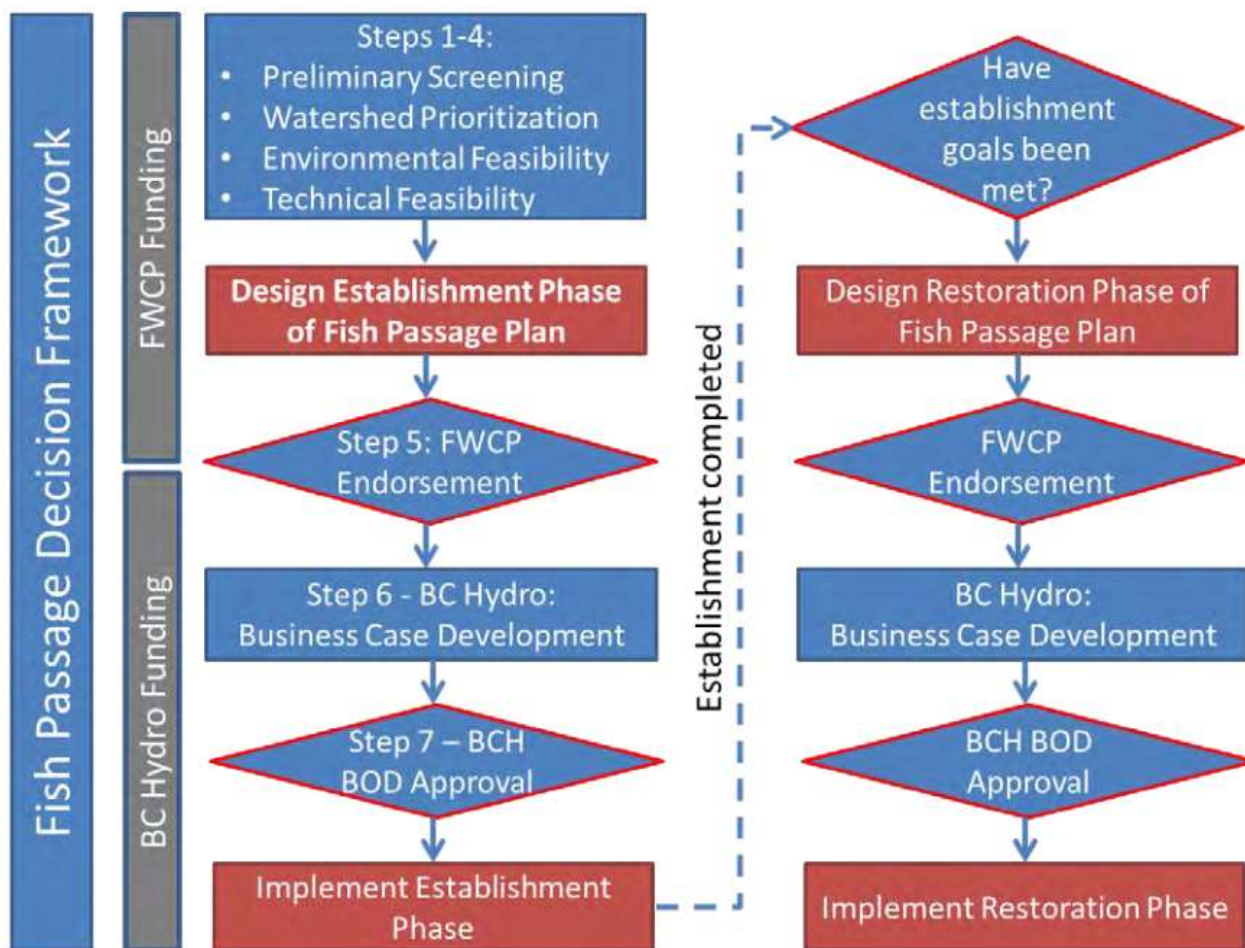 Fish Passage Decision Framework
FWCP Funding
BC Hydro Funding
Steps 1-4:
• Preliminary Screening
• Watershed Prioritization
• Environmental Feasibility
• Technical Feasibility
Design Establishment Phase
of Fish Passage Plan
Step 5: FWCP
Endorsement
Step 6 - BC Hydro:
Business Case Development
Step 7 – BCH
BOD Approval
Implement Establishment
Phase
Establishment completed
Have
establishment
goals been
met?
Design Restoration Phase of
Fish Passage Plan
FWCP
Endorsement
BC Hydro:
Business Case Development
BCH BOD
Approval
Implement Restoration Phase